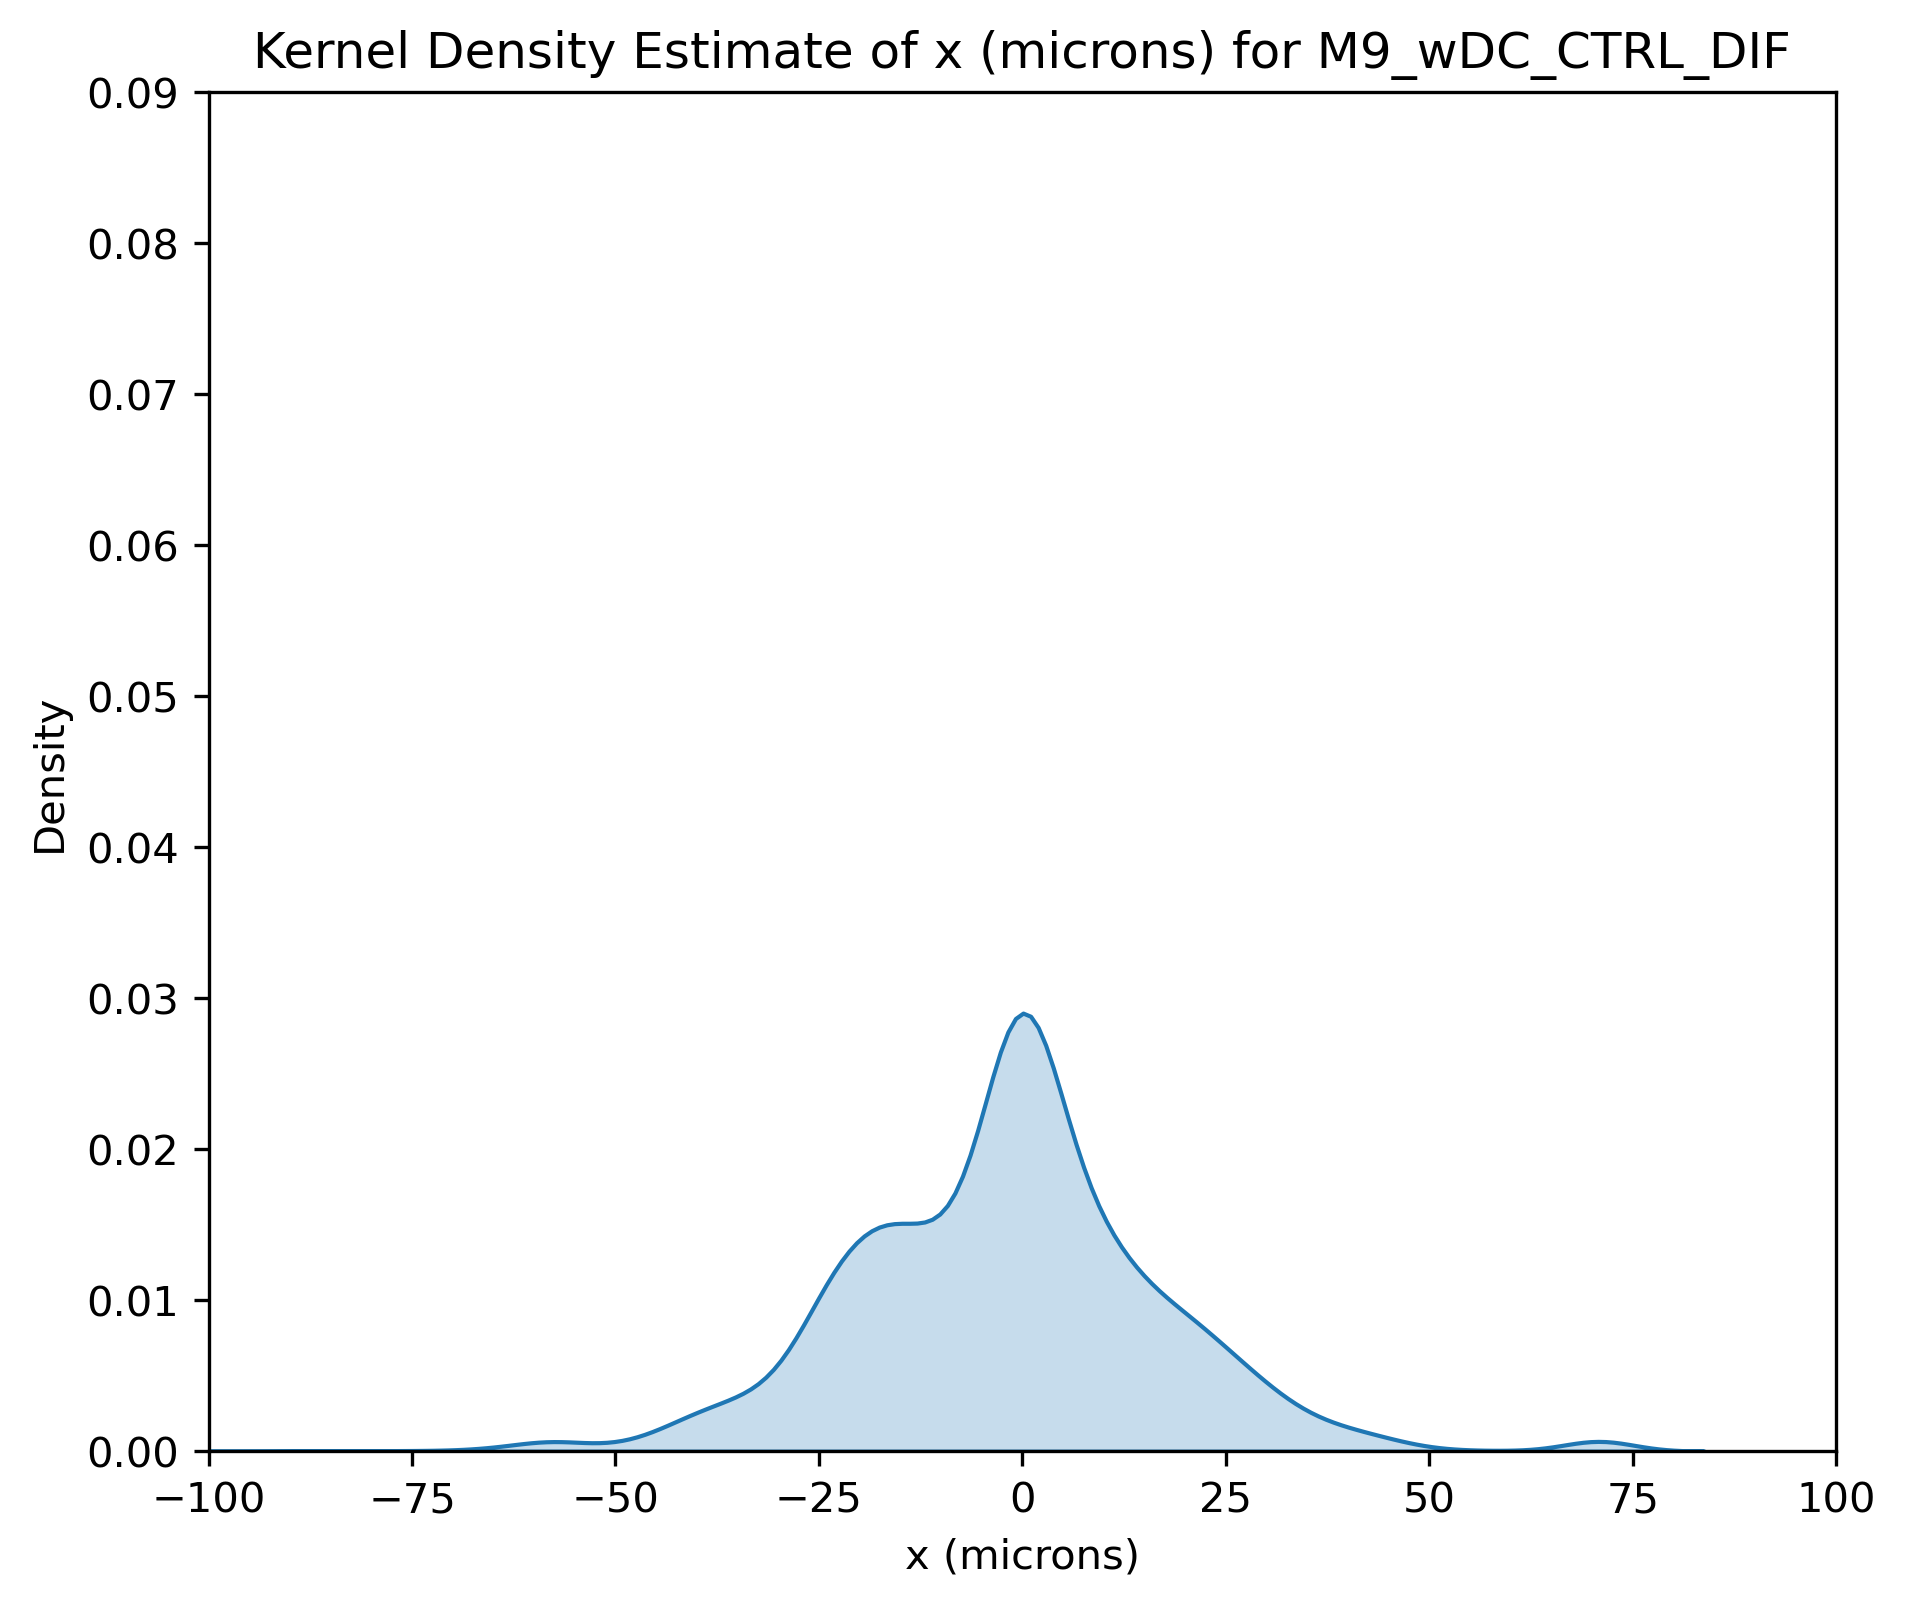 Kernel Density Estimate of x (microns) for M9_wDC_CTRL_DIF
0.09
0.08
0.07
0.06
0.05
0.04
0.03
0.02
0.01
0.00
Density
−100 −75 −50 −25 0 25 50 75 100
x (microns)